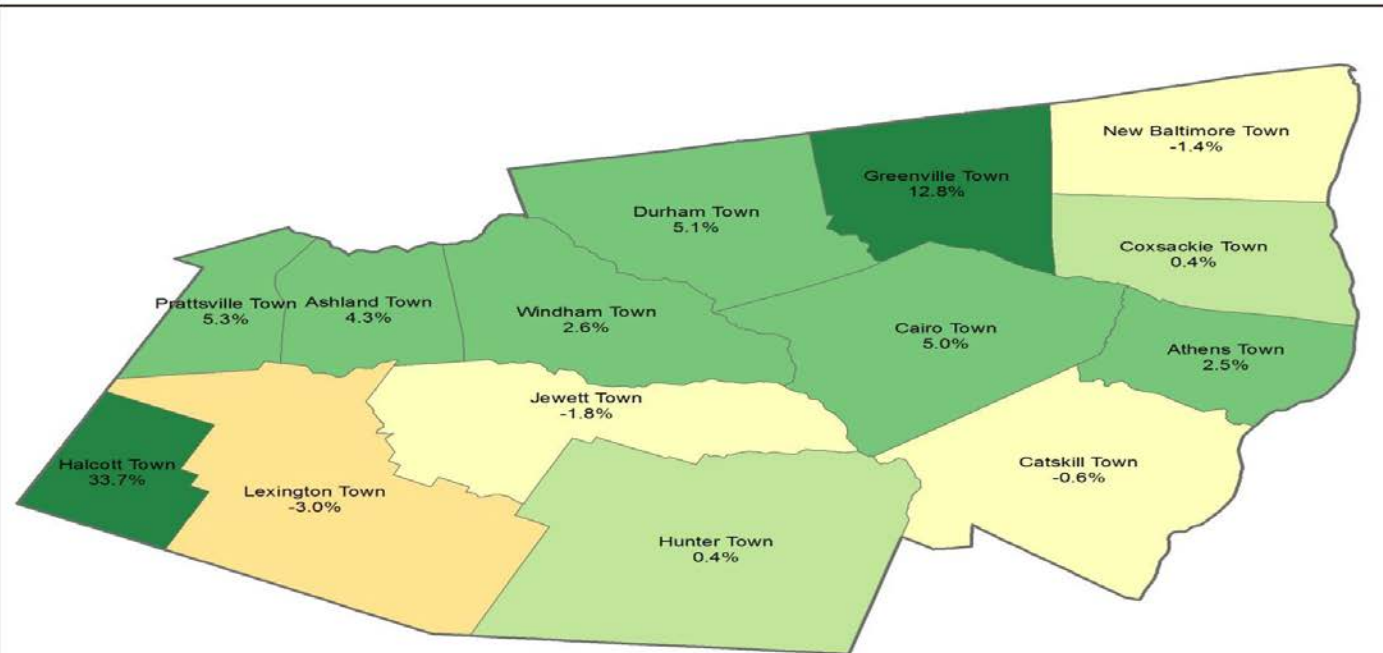 New Baltimore Town
-1.4%
Greenville Town
12.8%
Durham Town
5.1%
Coxsackie Town
0.4%
Prattsville Town
5.3%
Ashland Town
4.3%
Windham Town
2.6%
Cairo Town
5.0%
Athens Town
2.5%
Jewett Town
-1.8%
Halcott Town
33.7%
Lexington Town
-3.0%
Catskill Town
-0.6%
Hunter Town
0.4%